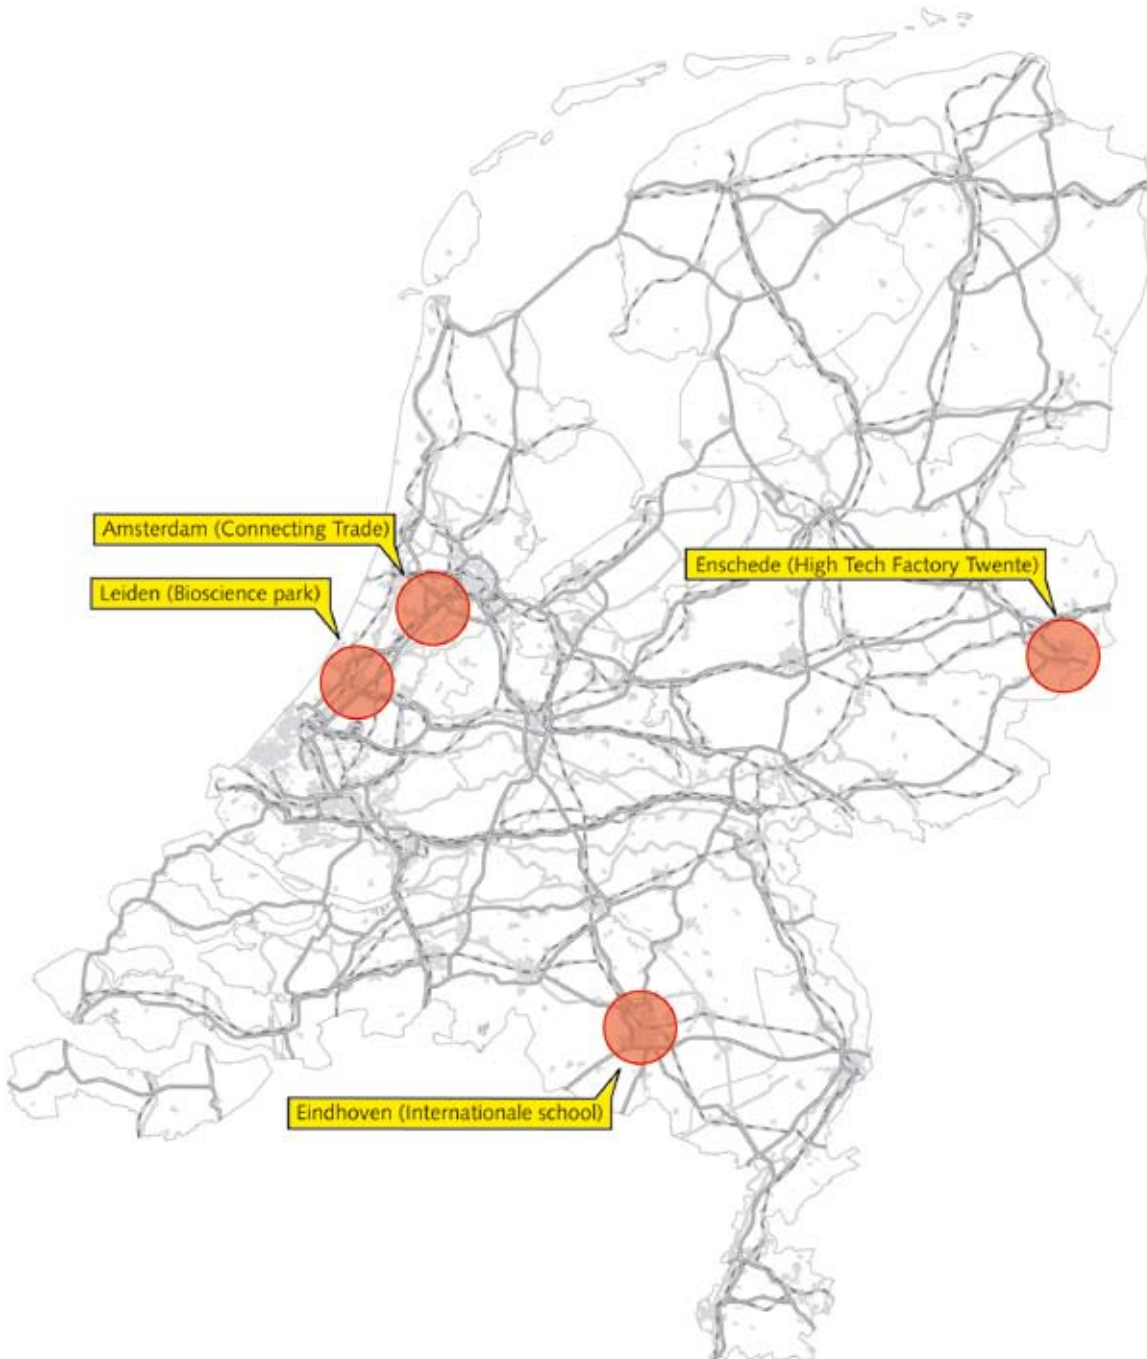 Amsterdam (Connecting Trade)
Enschede (High Tech Factory Twente)
Leiden (Bioscience park)
Eindhoven (Internationale school)